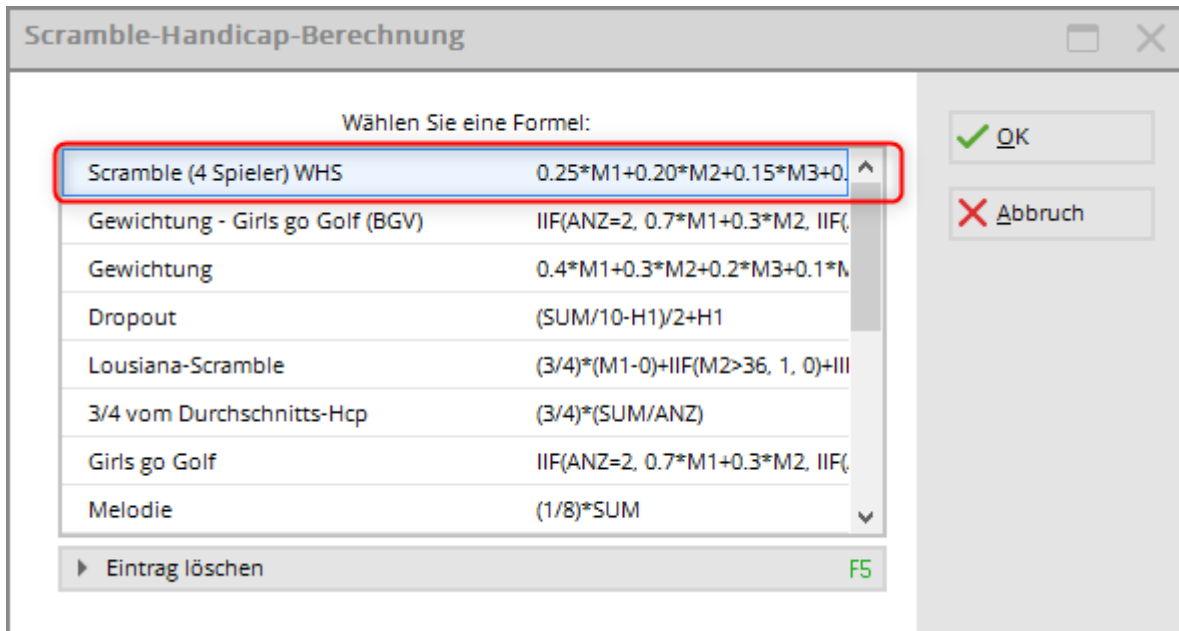 Scramble-Handicap-Berechnung
Wählen Sie eine Formel:
Scramble (4 Spieler) WHS 0.25*M1+0.20*M2+0.15*M3+0.
Gewichtung - Girls go Golf (BGV) IIF(ANZ=2, 0.7*M1+0.3*M2, IIF(
Gewichtung 0.4*M1+0.3*M2+0.2*M3+0.1*M
Dropout (SUM/10-H1)/2+H1
Lousiana-Scramble (3/4)*(M1-0)+IIF(M2>36, 1, 0)+III
3/4 vom Durchschnitts-Hcp (3/4)*(SUM/ANZ)
Girls go Golf IIF(ANZ=2, 0.7*M1+0.3*M2, IIF(
Melodie (1/8)*SUM
Eintrag löschen F5
OK
Abbruch